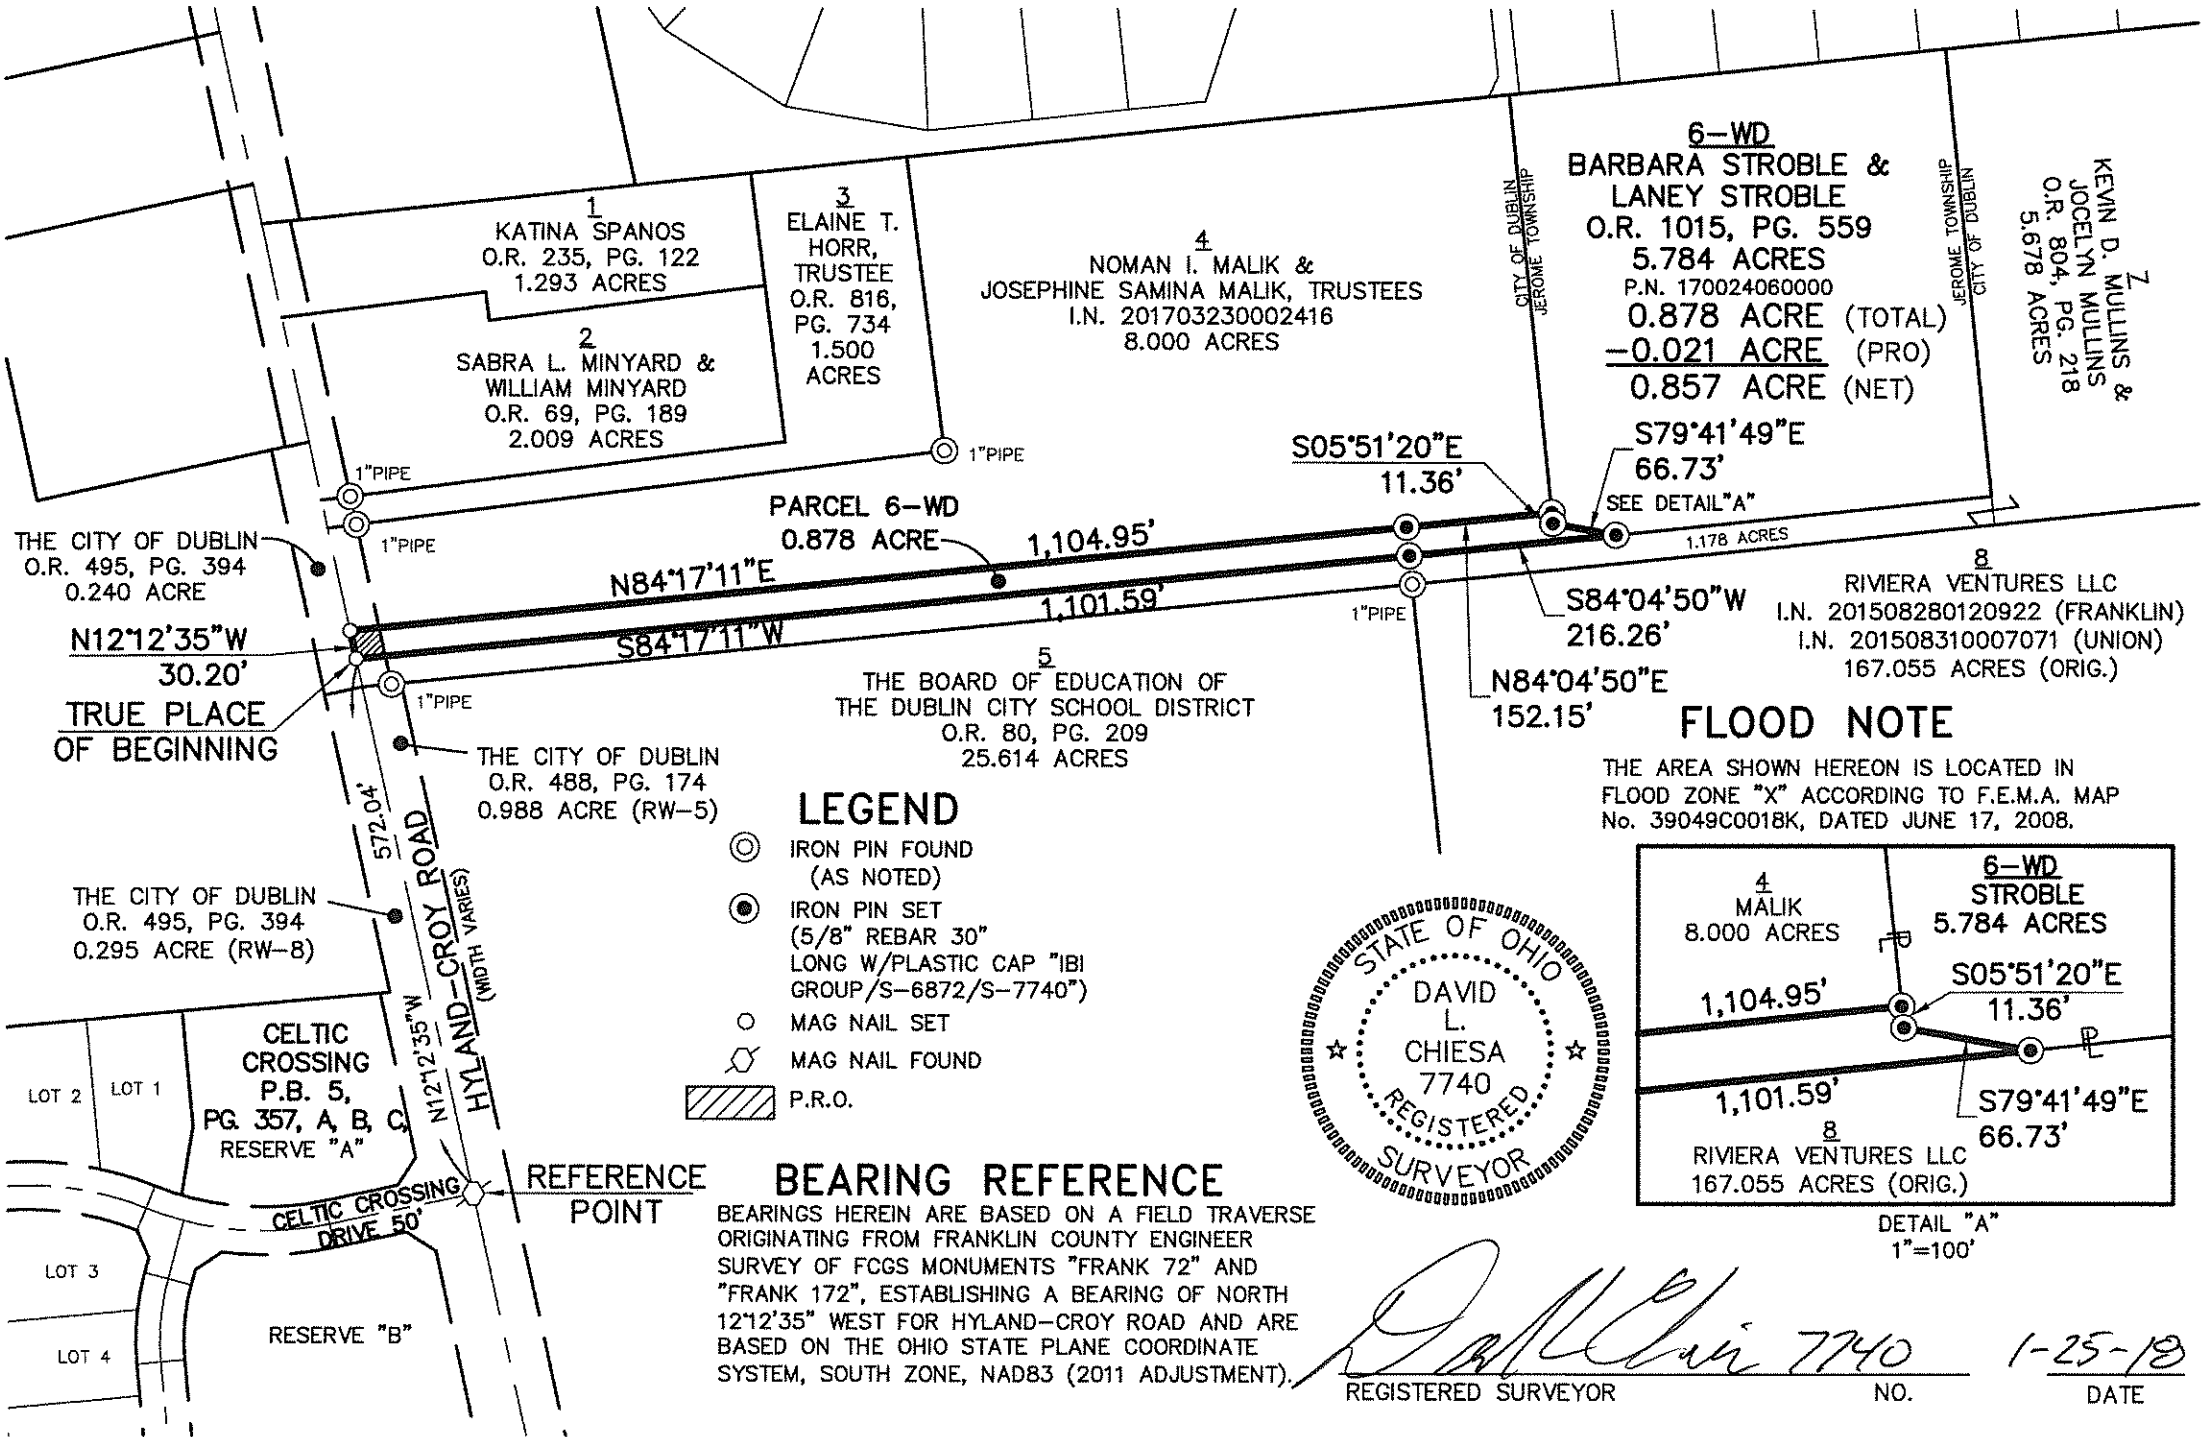 1
KATINA SPANOS
O.R. 235, PG. 122
1.293 ACRES
2
SABRA L. MINYARD &
WILLIAM MINYARD
O.R. 69, PG. 189
2.009 ACRES
3
ELAINE T.
HORR,
TRUSTEE
O.R. 816,
PG. 734
1.500
ACRES
4
NOMAN I. MALIK &
JOSEPHINE SAMINA MALIK, TRUSTEES
I.N. 201703230002416
8.000 ACRES
CITY OF DUBLIN
JEROME TOWNSHIP
6-WD
BARBARA STROBLE &
LANEY STROBLE
O.R. 1015, PG. 559
5.784 ACRES
P.N. 170024060000
0.878 ACRE (TOTAL)
-0.021 ACRE (PRO)
0.857 ACRE (NET)
JEROME TOWNSHIP
CITY OF DUBLIN
Z
KEVIN D. MULLINS &
JOCELYN MULLINS
O.R. 804, PG. 218
5.678 ACRES
S05°51'20"E
11.36'
S79°41'49"E
66.73'
SEE DETAIL"A"
1.178 ACRES
1"PIPE
1"PIPE
1"PIPE
THE CITY OF DUBLIN
O.R. 495, PG. 394
0.240 ACRE
PARCEL 6-WD
0.878 ACRE
1,104.95'
N84°17'11"E
1,101.59'
S84°17'11"W
N12°12'35"W
30.20'
TRUE PLACE
OF BEGINNING
1"PIPE
1"PIPE
S84°04'50"W
216.26'
N84°04'50"E
152.15'
8
RIVIERA VENTURES LLC
I.N. 201508280120922 (FRANKLIN)
I.N. 201508310007071 (UNION)
167.055 ACRES (ORIG.)
5
THE BOARD OF EDUCATION OF
THE DUBLIN CITY SCHOOL DISTRICT
O.R. 80, PG. 209
25.614 ACRES
THE CITY OF DUBLIN
O.R. 488, PG. 174
0.988 ACRE (RW-5)
572.04'
N12°12'35"W
HYLAND-CROY ROAD
(WIDTH VARIES)
THE CITY OF DUBLIN
O.R. 495, PG. 394
0.295 ACRE (RW-8)
CELTIC
CROSSING
P.B. 5,
PG. 357, A, B, C,
RESERVE "A"
LOT 2
LOT 1
LOT 3
LOT 4
CELTIC CROSSING
DRIVE 50'
RESERVE "B"
REFERENCE
POINT
LEGEND
IRON PIN FOUND
(AS NOTED)
IRON PIN SET
(5/8" REBAR 30"
LONG W/PLASTIC CAP "IBI
GROUP/S-6872/S-7740")
MAG NAIL SET
MAG NAIL FOUND
P.R.O.
BEARING REFERENCE
BEARINGS HEREIN ARE BASED ON A FIELD TRAVERSE
ORIGINATING FROM FRANKLIN COUNTY ENGINEER
SURVEY OF FCGS MONUMENTS "FRANK 72" AND
"FRANK 172", ESTABLISHING A BEARING OF NORTH
12°12'35" WEST FOR HYLAND-CROY ROAD AND ARE
BASED ON THE OHIO STATE PLANE COORDINATE
SYSTEM, SOUTH ZONE, NAD83 (2011 ADJUSTMENT).
FLOOD NOTE
THE AREA SHOWN HEREON IS LOCATED IN
FLOOD ZONE "X" ACCORDING TO F.E.M.A. MAP
No. 39049C0018K, DATED JUNE 17, 2008.
STATE OF OHIO
DAVID
L.
CHIESA
7740
REGISTERED
SURVEYOR
4
MALIK
8.000 ACRES
PL
6-WD
STROBLE
5.784 ACRES
S05°51'20"E
11.36'
1,104.95'
PL
1,101.59'
S79°41'49"E
66.73'
8
RIVIERA VENTURES LLC
167.055 ACRES (ORIG.)
DETAIL "A"
1"=100'
7740
1-25-18
REGISTERED SURVEYOR
NO.
DATE